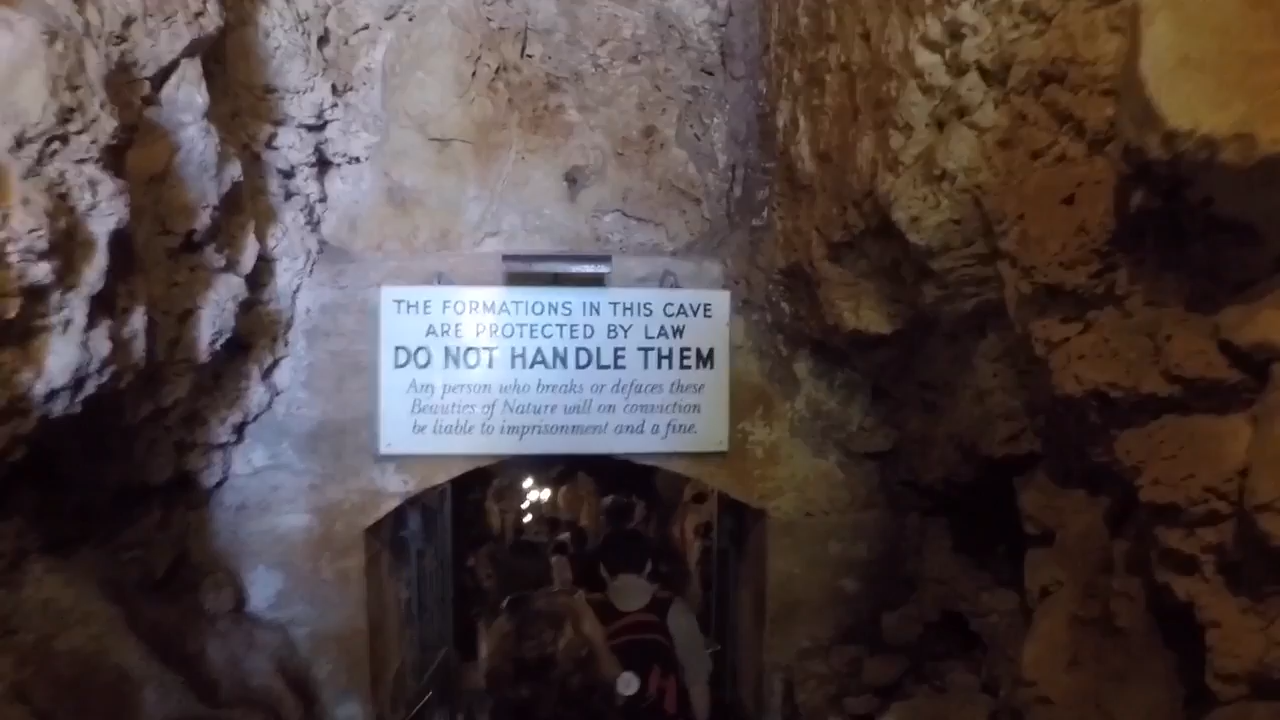 THE FORMATIONS IN THIS CAVE
ARE PROTECTED BY LAW
DO NOT HANDLE THEM
Any person who breaks or defaces these
Beauties of Nature will on conviction
be liable to imprisonment and a fine.